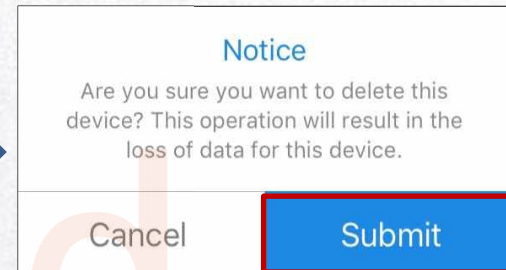 Notice
Are you sure you want to delete this
device? This operation will result in the
loss of data for this device.
Cancel
Submit